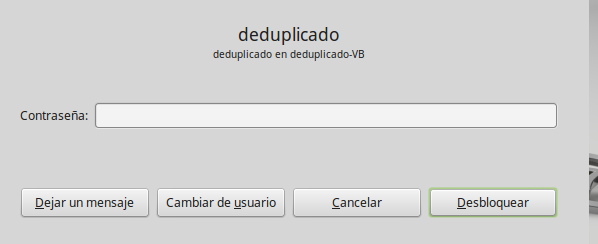 deduplicado
deduplicado en deduplicado-VB
Contraseña:
Dejar un mensaje Cambiar de usuario Cancelar Desbloquear